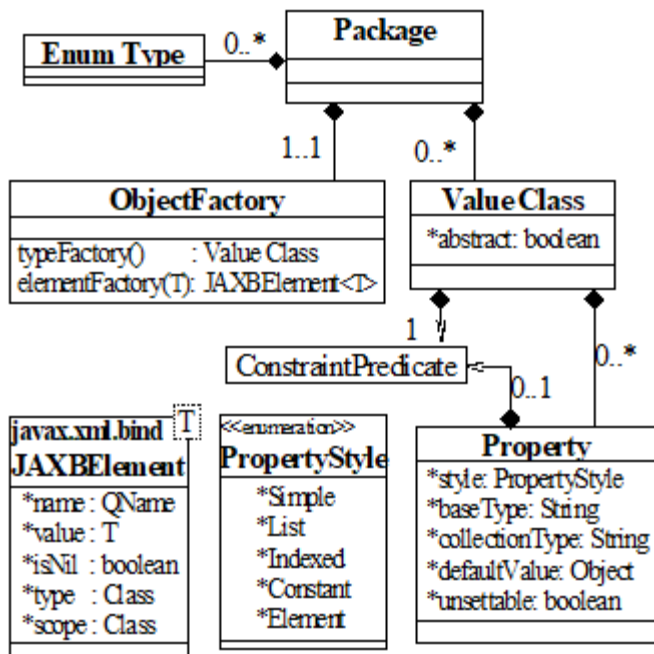 Package
Enum Type
0..*
1..1
0..*
ObjectFactory
typeFactory() : Value Class
elementFactory(T): JAXBElement<T>
Value Class
*abstract: boolean
1
0..*
ConstraintPredicate
0..1
T
javax.xml.bind
JAXBElement
*name : QName
*value : T
*isNil : boolean
*type : Class
*scope : Class
<<enumeration>>
PropertyStyle
*Simple
*List
*Indexed
*Constant
*Element
Property
*style: PropertyStyle
*baseType: String
*collectionType: String
*defaultValue: Object
*unsettable: boolean